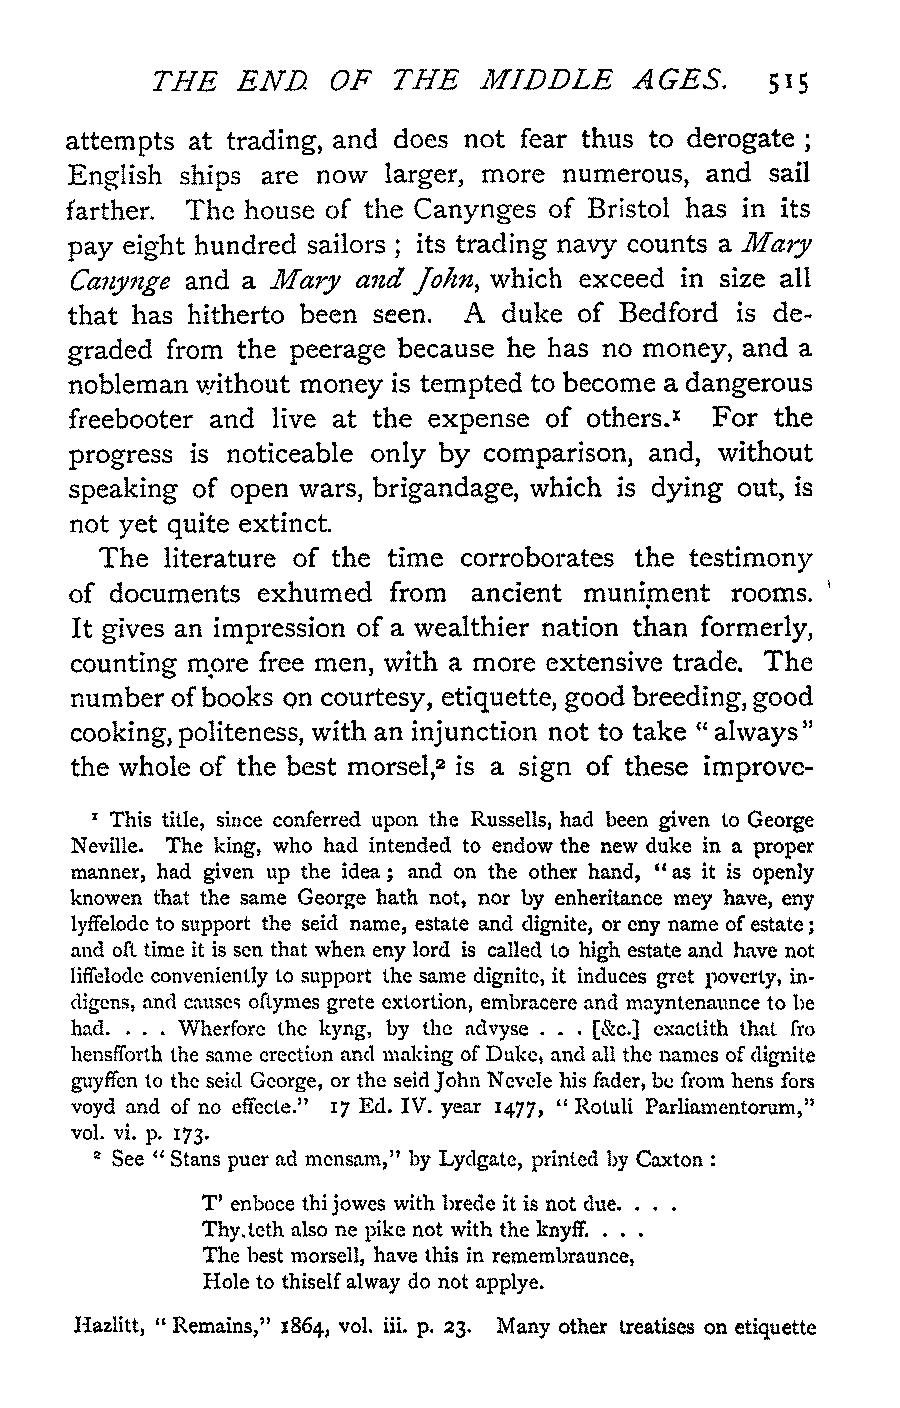 THE END OF THE MIDDLE AGES. 515
attempts at trading, and does not fear thus to derogate ;
English ships are now larger, more numerous, and sail
farther. The house of the Canynges of Bristol has in its
pay eight hundred sailors ; its trading navy counts a Mary
Canynge and a Mary and John, which exceed in size all
that has hitherto been seen. A duke of Bedford is de-
graded from the peerage because he has no money, and a
nobleman without money is tempted to become a dangerous
freebooter and live at the expense of others.¹ For the
progress is noticeable only by comparison, and, without
speaking of open wars, brigandage, which is dying out, is
not yet quite extinct.
The literature of the time corroborates the testimony
of documents exhumed from ancient muniment rooms.
It gives an impression of a wealthier nation than formerly,
counting more free men, with a more extensive trade. The
number of books on courtesy, etiquette, good breeding, good
cooking, politeness, with an injunction not to take “ always”
the whole of the best morsel,² is a sign of these improve-
¹ This title, since conferred upon the Russells, had been given to George
Neville. The king, who had intended to endow the new duke in a proper
manner, had given up the idea ; and on the other hand, “ as it is openly
knowen that the same George hath not, nor by enheritance mey have, eny
lyffelode to support the seid name, estate and dignite, or eny name of estate ;
and oft time it is sen that when eny lord is called to high estate and have not
liffelode conveniently to support the same dignite, it induces gret poverty, in-
digens, and causes oftymes grete extortion, embracere and mayntenaunce to be
had. . . . Wherfore the kyng, by the advyse . . . [&c.] exactith that fro
hensfforth the same erection and making of Duke, and all the names of dignite
guyffen to the seid George, or the seid John Nevele his fader, be from hens fors
voyd and of no effecte.” 17 Ed. IV. year 1477, “ Rotuli Parliamentorum,”
vol. vi. p. 173.
² See “ Stans puer ad mensam,” by Lydgate, printed by Caxton :
T’ enboce thi jowes with brede it is not due. . . .
Thy.teth also ne pike not with the knyff. . . .
The best morsell, have this in remembraunce,
Hole to thiself alway do not applye.
Hazlitt, “ Remains,” 1864, vol. iii. p. 23. Many other treatises on etiquette